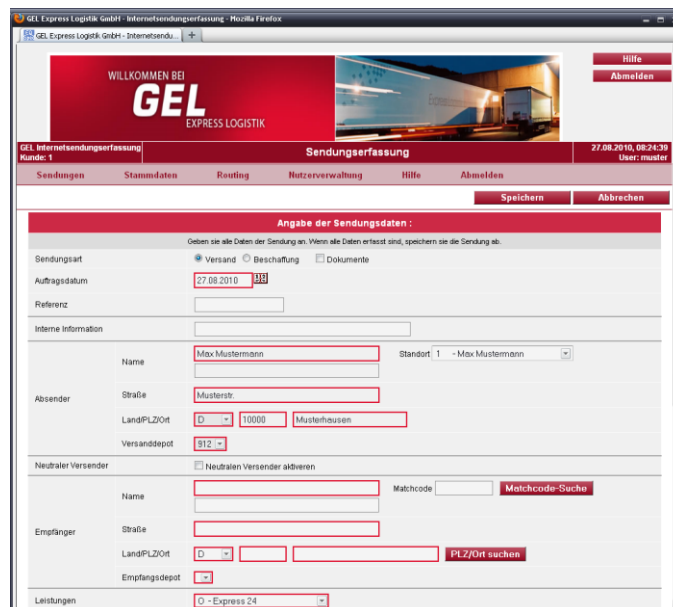 GEL Express Logistik GmbH - Internetsendungserfassung - Mozilla Firefox
GEL Express Logistik GmbH - Internetsendu...
WILLKOMMEN BEI
GEL
EXPRESS LOGISTIK
Hilfe
Abmelden
GEL Internetsendungserfassung
Kunde: 1
Sendungserfassung
27.08.2010, 08:24:39
User: muster
Sendungen Stammdaten Routing Nutzerverwaltung Hilfe Abmelden
Speichern Abbrechen
Angabe der Sendungsdaten :
Geben sie alle Daten der Sendung an. Wenn alle Daten erfasst sind, speichern sie die Sendung ab.
Sendungsart Versand Beschaffung Dokumente
Auftragsdatum 27.08.2010
Referenz
Interne Information
Name Max Mustermann Standort 1 - Max Mustermann
Absender
Straße Musterstr.
Land/PLZ/Ort D 10000 Musterhausen
Versanddepot 912
Neutraler Versender Neutralen Versender aktiveren
Name Matchcode Matchcode-Suche
Empfänger
Straße
Land/PLZ/Ort D PLZ/Ort suchen
Empfangsdepot
Leistungen O - Express 24